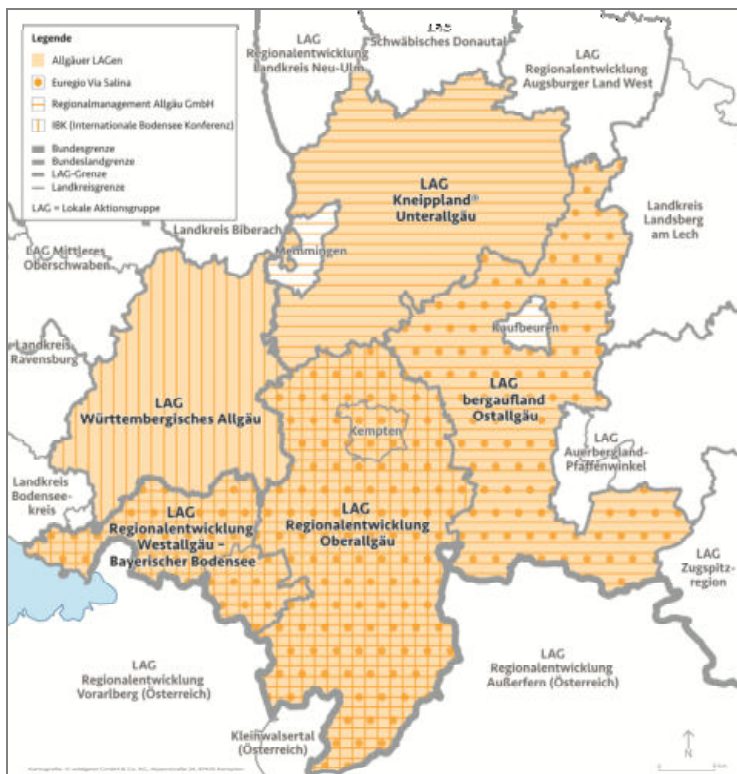 Legende
Allgäuer LAGen
Euregio Via Salina
Regionalmanagement Allgäu GmbH
IBK (Internationale Bodensee Konferenz)
Bundesgrenze
Bundeslandgrenze
LAG-Grenze
Landkreisgrenze
LAG = Lokale Aktionsgruppe
LAG
Regionalentwicklung
Landkreis Neu-Ulm
Schwäbisches Donautal
LAG
Regionalentwicklung
Augsburger Land West
LAG
Kneippland®
Unterallgäu
Landkreis
Landsberg
am Lech
Landkreis Biberach
Memmingen
LAG Mittleres
Oberschwaben
Kaufbeuren
Landkreis
Ravensburg
LAG
Württembergisches Allgäu
LAG
bergaufland
Ostallgäu
Kempten
LAG
Auerbergland-
Pfaffenwinkel
Landkreis
Bodensee-
kreis
LAG
Regionalentwicklung
Westallgäu –
Bayerischer Bodensee
LAG
Regionalentwicklung
Oberallgäu
LAG
Zugspitz-
region
LAG
Regionalentwicklung
Vorarlberg (Österreich)
LAG
Regionalentwicklung
Außerfern (Österreich)
Kleinwalsertal
(Österreich)
N